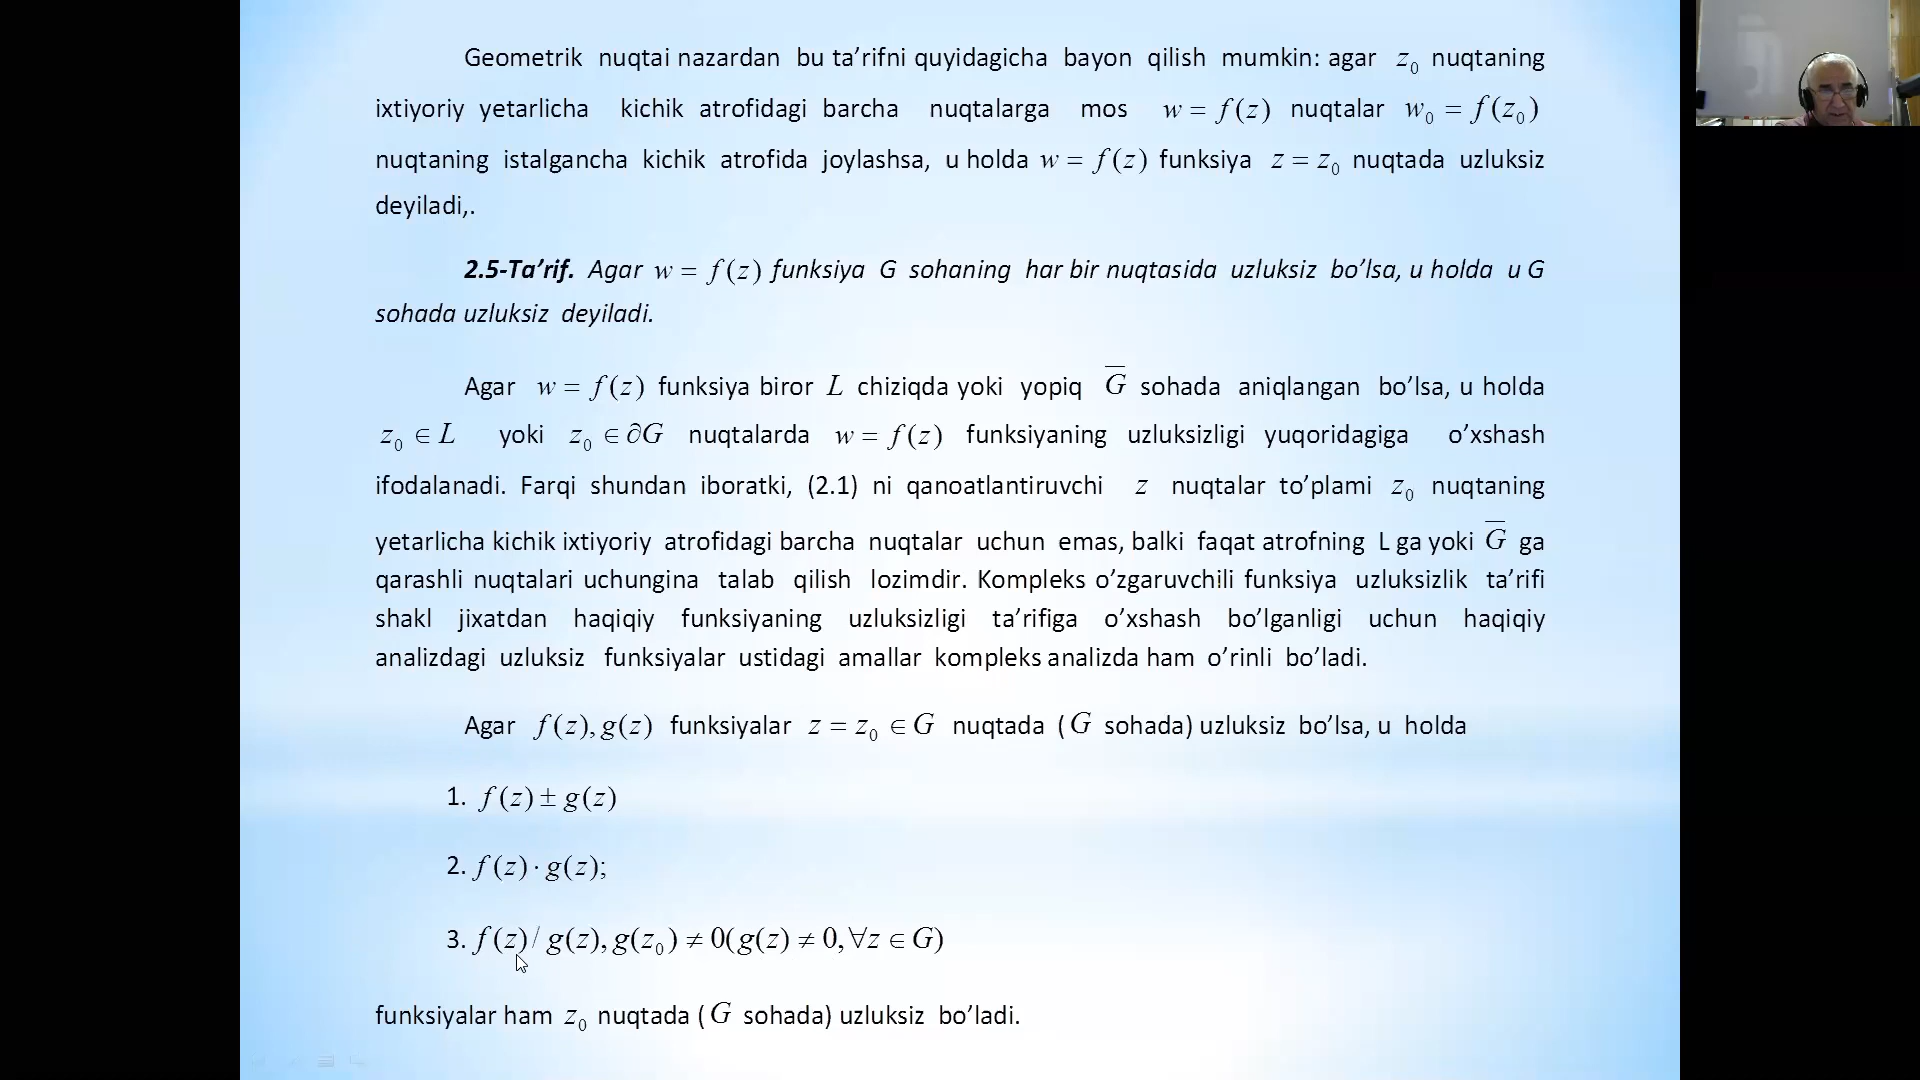 Geometrik nuqtai nazardan bu ta’rifni quyidagicha bayon qilish mumkin: agar z₀ nuqtaning
ixtiyoriy yetarlicha kichik atrofidagi barcha nuqtalarga mos w = f(z) nuqtalar w₀ = f(z₀)
nuqtaning istalgancha kichik atrofida joylashsa, u holda w = f(z) funksiya z = z₀ nuqtada uzluksiz
deyiladi,.
2.5-Ta’rif. Agar w = f(z) funksiya G sohaning har bir nuqtasida uzluksiz bo’lsa, u holda u G
sohada uzluksiz deyiladi.
Agar w = f(z) funksiya biror L chiziqda yoki yopiq G̅ sohada aniqlangan bo’lsa, u holda
z₀ ∈ L yoki z₀ ∈ ∂G nuqtalarda w = f(z) funksiyaning uzluksizligi yuqoridagiga o’xshash
ifodalanadi. Farqi shundan iboratki, (2.1) ni qanoatlantiruvchi z nuqtalar to’plami z₀ nuqtaning
yetarlicha kichik ixtiyoriy atrofidagi barcha nuqtalar uchun emas, balki faqat atrofning L ga yoki G̅ ga
qarashli nuqtalari uchungina talab qilish lozimdir. Kompleks o’zgaruvchili funksiya uzluksizlik ta’rifi
shakl jixatdan haqiqiy funksiyaning uzluksizligi ta’rifiga o’xshash bo’lganligi uchun haqiqiy
analizdagi uzluksiz funksiyalar ustidagi amallar kompleks analizda ham o’rinli bo’ladi.
Agar f(z), g(z) funksiyalar z = z₀ ∈ G nuqtada ( G sohada) uzluksiz bo’lsa, u holda
1. f(z) ± g(z)
2. f(z) · g(z);
3. f(z) / g(z), g(z₀) ≠ 0(g(z) ≠ 0, ∀z ∈ G)
funksiyalar ham z₀ nuqtada ( G sohada) uzluksiz bo’ladi.